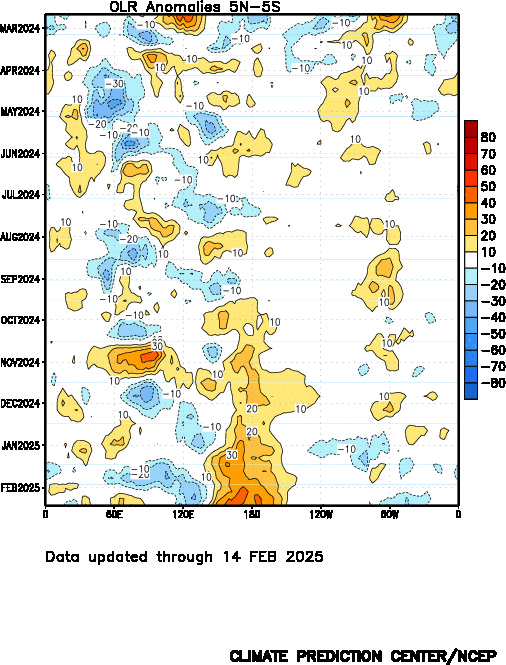 OLR Anomalies 5N-5S
MAR2024
APR2024
MAY2024
JUN2024
JUL2024
AUG2024
SEP2024
OCT2024
NOV2024
DEC2024
JAN2025
FEB2025
0 60E 120E 180 120W 60W 0
80
70
60
50
40
30
20
10
-10
-20
-30
-40
-50
-60
-70
-80
Data updated through 14 FEB 2025
CLIMATE PREDICTION CENTER/NCEP